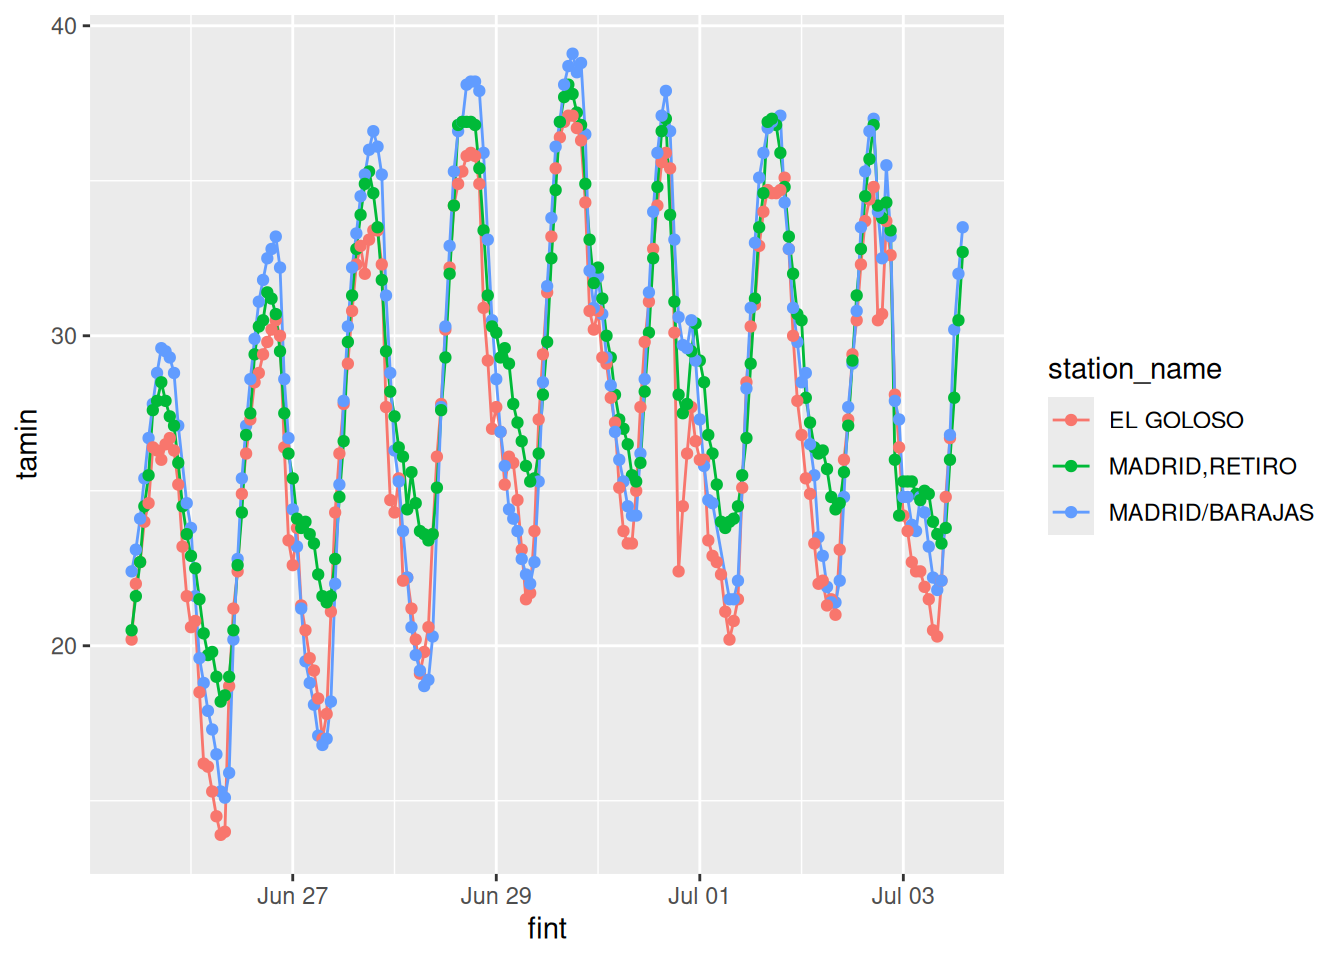 40
30
20
tamin
Jun 27
Jun 29
Jul 01
Jul 03
fint
station_name
EL GOLOSO
MADRID,RETIRO
MADRID/BARAJAS